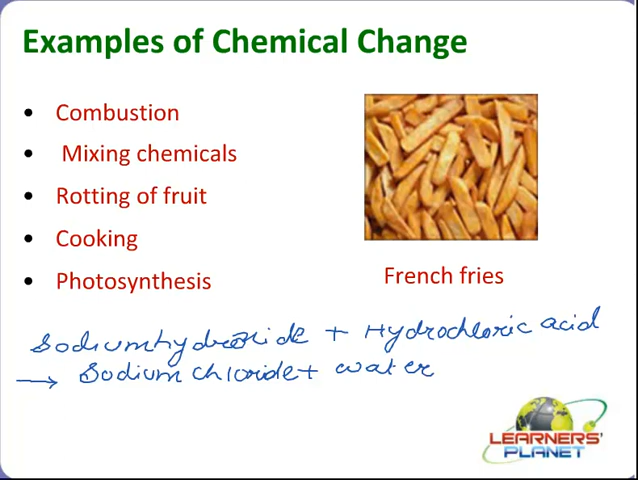 Examples of Chemical Change
• Combustion
• Mixing chemicals
• Rotting of fruit
• Cooking
• Photosynthesis
French fries
Sodiumhydroxide + Hydrochloric acid
→ Sodium chloride + water
LEARNERS'
PLANET